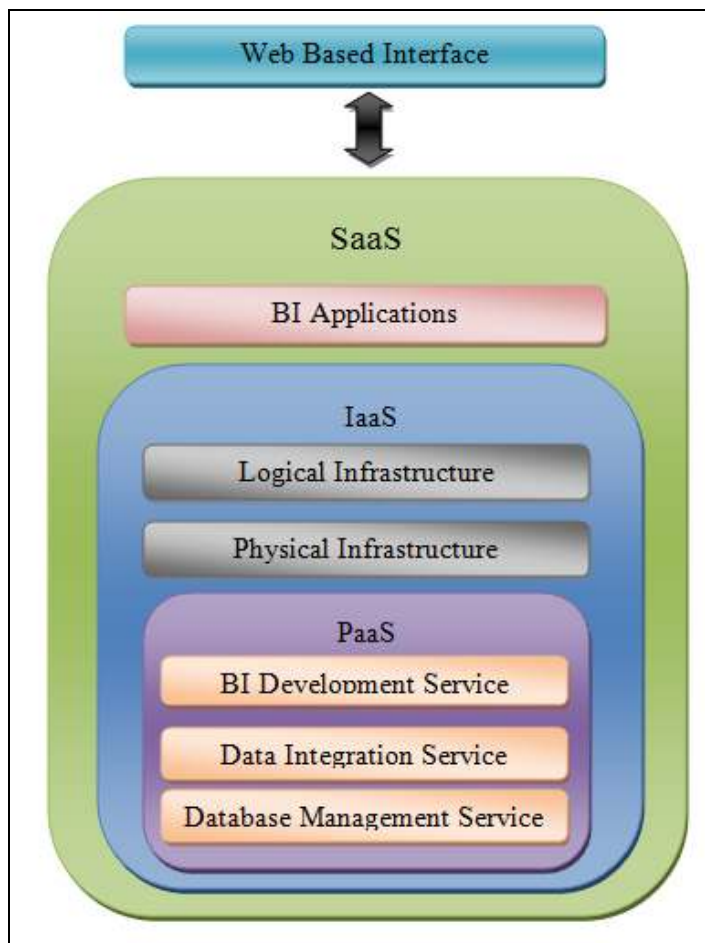 Web Based Interface
SaaS
BI Applications
IaaS
Logical Infrastructure
Physical Infrastructure
PaaS
BI Development Service
Data Integration Service
Database Management Service